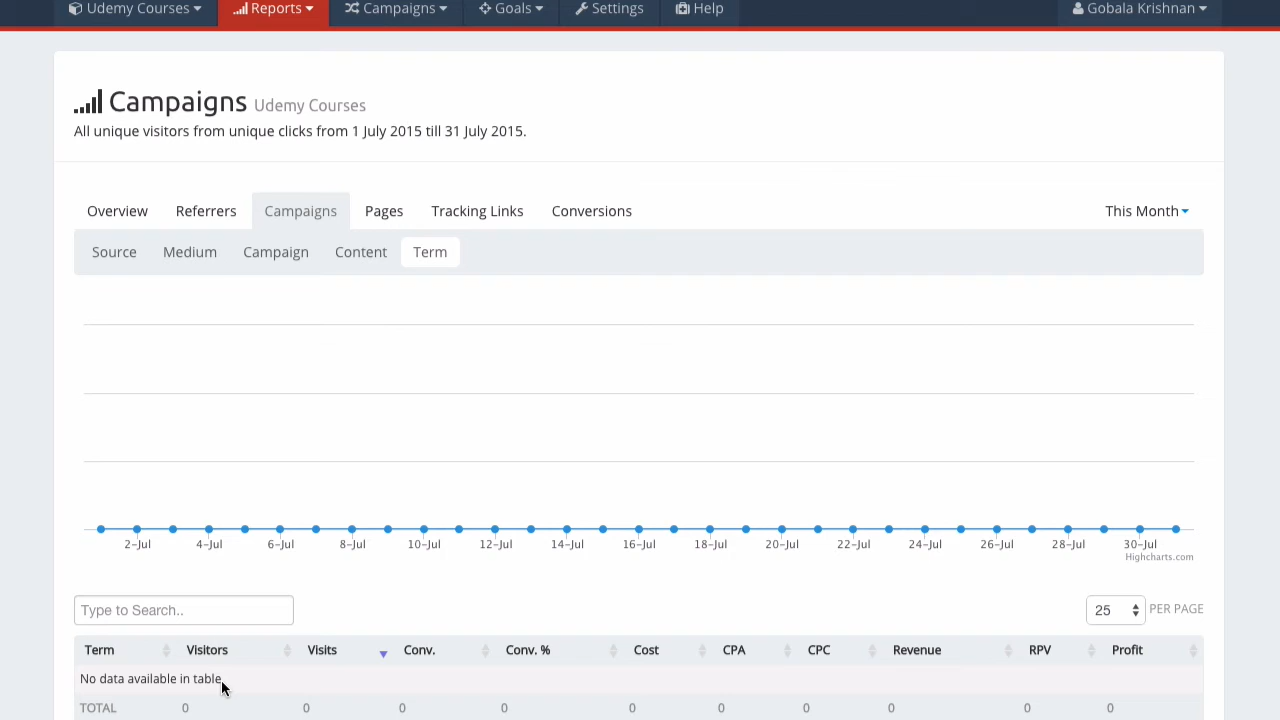 Udemy Courses Reports Campaigns Goals Settings Help Gobala Krishnan
Campaigns Udemy Courses
All unique visitors from unique clicks from 1 July 2015 till 31 July 2015.
Overview Referrers Campaigns Pages Tracking Links Conversions This Month
Source Medium Campaign Content Term
2-Jul 4-Jul 6-Jul 8-Jul 10-Jul 12-Jul 14-Jul 16-Jul 18-Jul 20-Jul 22-Jul 24-Jul 26-Jul 28-Jul 30-Jul
Highcharts.com
Type to Search.. 25 PER PAGE
Term Visitors Visits Conv. Conv. % Cost CPA CPC Revenue RPV Profit
No data available in table
TOTAL 0 0 0 0 0 0 0 0 0 0